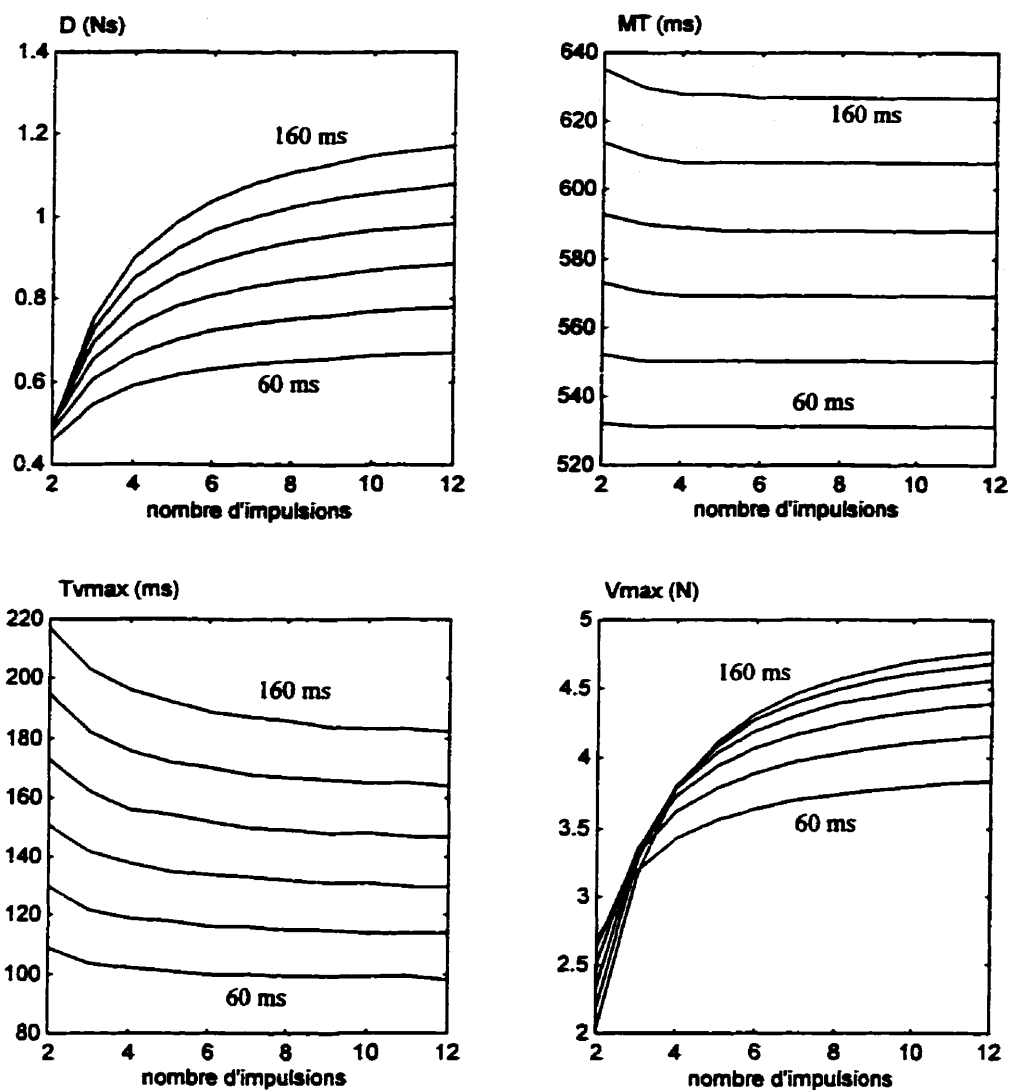 D (Ns)
1.4
1.2
1
0.8
0.6
0.4
160 ms
60 ms
2 4 6 8 10 12
nombre d'impulsions
MT (ms)
640
620
600
580
560
540
520
160 ms
60 ms
2 4 6 8 10 12
nombre d'impulsions
Tvmax (ms)
220
200
180
160
140
120
100
80
160 ms
60 ms
2 4 6 8 10 12
nombre d'impulsions
Vmax (N)
5
4.5
4
3.5
3
2.5
2
160 ms
60 ms
2 4 6 8 10 12
nombre d'impulsions